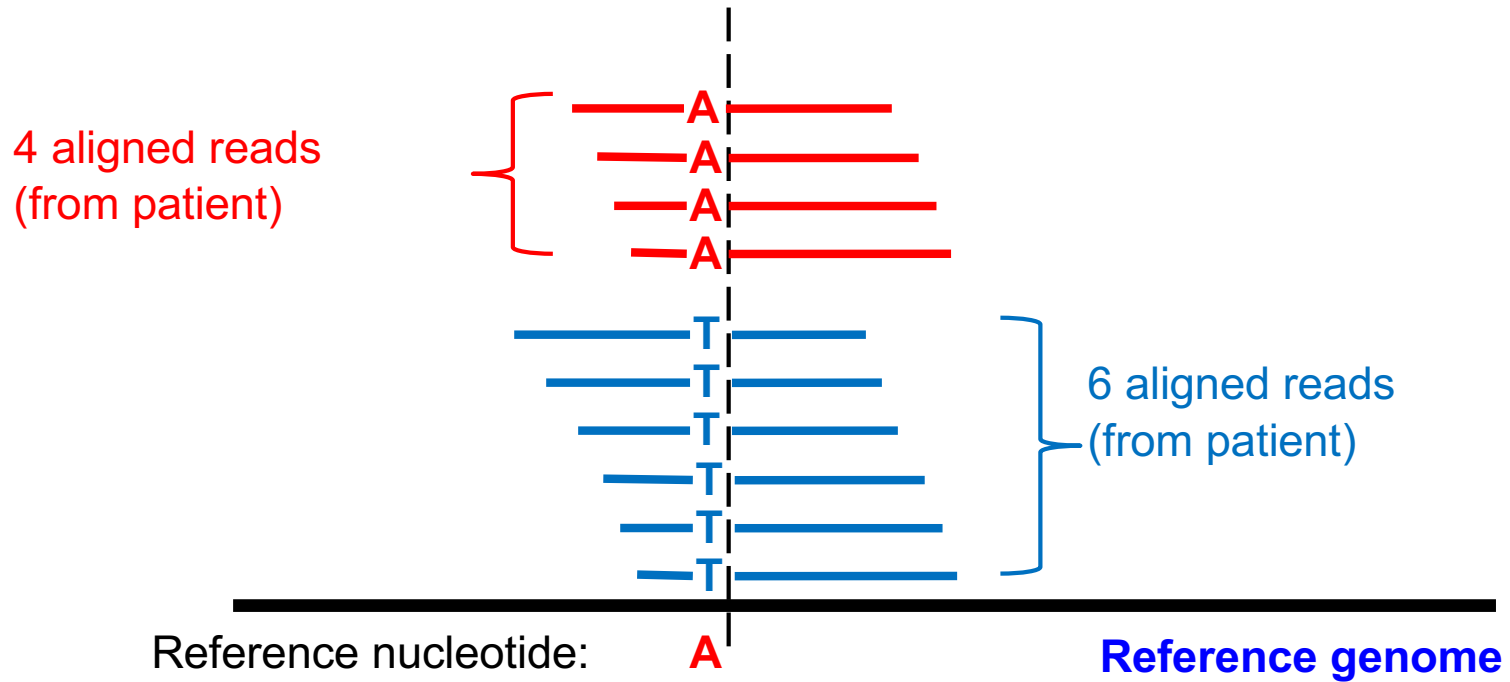 A
4 aligned reads
(from patient)
A
A
A
T
T
6 aligned reads
(from patient)
T
T
T
T
Reference nucleotide: A
Reference genome